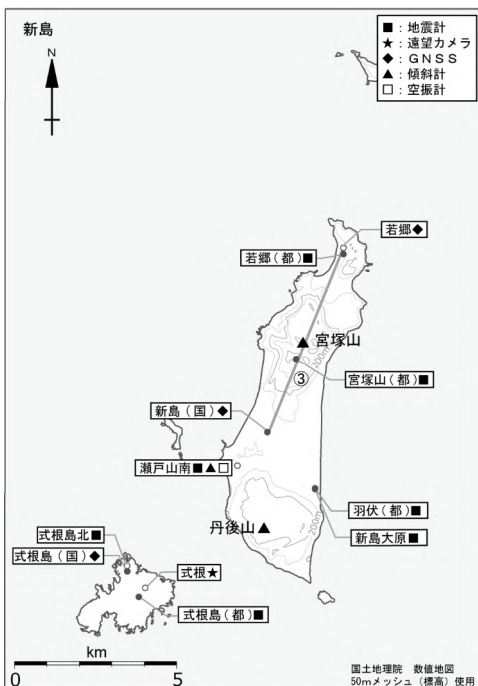 新島
■：地震計
★：遠望カメラ
◆：ＧＮＳＳ
▲：傾斜計
□：空振計
N
若郷◆
若郷（都）■
宮塚山
200m
宮塚山（都）■
③
新島（国）◆
瀬戸山南■▲□
羽伏（都）■
丹後山
200m
新島大原■
式根島北■
式根島（国）◆
式根★
式根島（都）■
km
0 5
国土地理院　数値地図
50mメッシュ（標高）使用